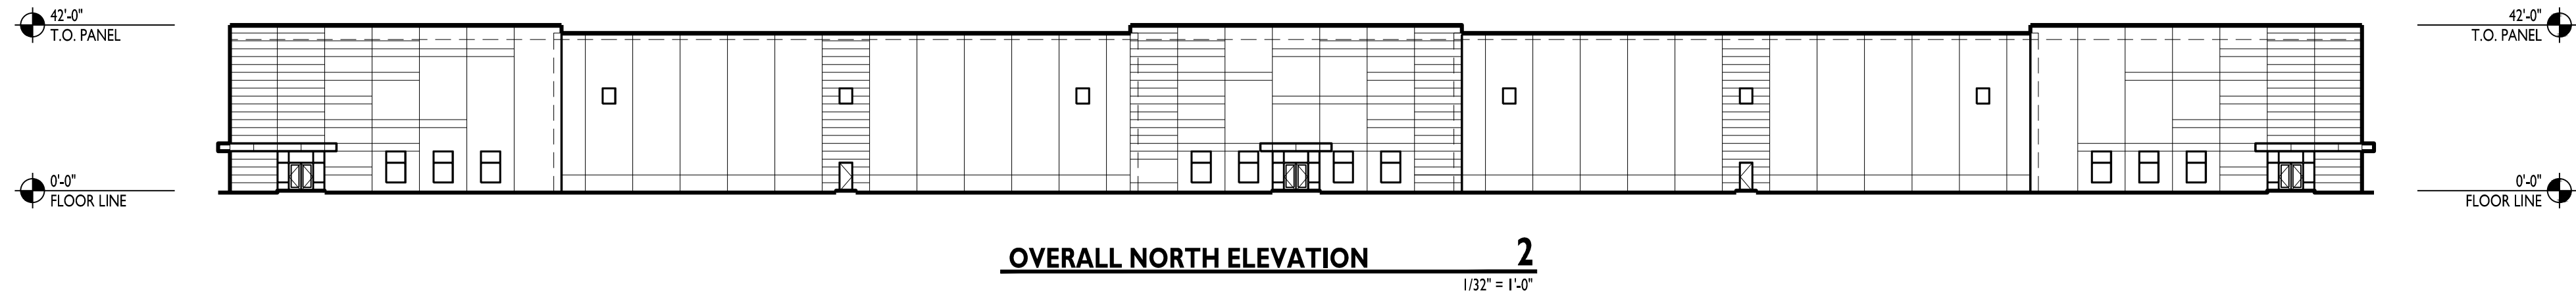 42'-0"
T.O. PANEL
42'-0"
T.O. PANEL
0'-0"
FLOOR LINE
0'-0"
FLOOR LINE
OVERALL NORTH ELEVATION 2
1/32" = 1'-0"